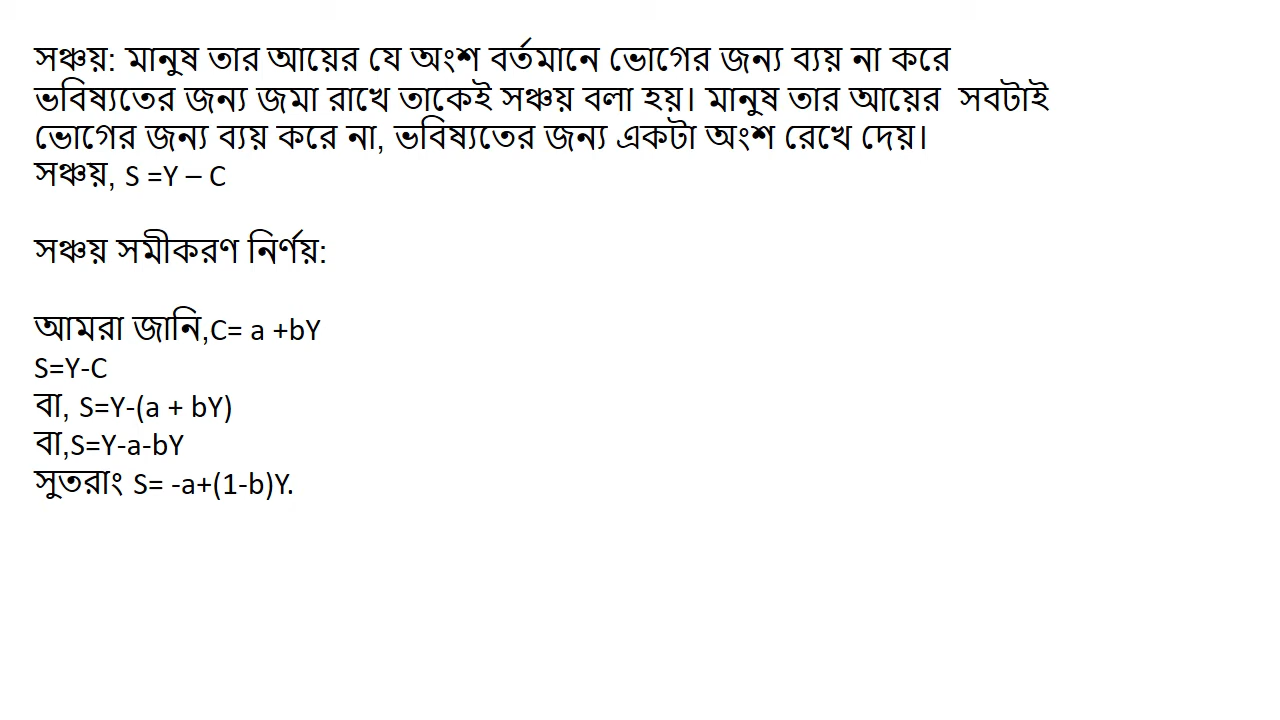 সঞ্চয়: মানুষ তার আয়ের যে অংশ বর্তমানে ভোগের জন্য ব্যয় না করে
ভবিষ্যতের জন্য জমা রাখে তাকেই সঞ্চয় বলা হয়। মানুষ তার আয়ের  সবটাই
ভোগের জন্য ব্যয় করে না, ভবিষ্যতের জন্য একটা অংশ রেখে দেয়।
সঞ্চয়, S =Y – C
সঞ্চয় সমীকরণ নির্ণয়:
আমরা জানি,C= a +bY
S=Y-C
বা, S=Y-(a + bY)
বা,S=Y-a-bY
সুতরাং S= -a+(1-b)Y.